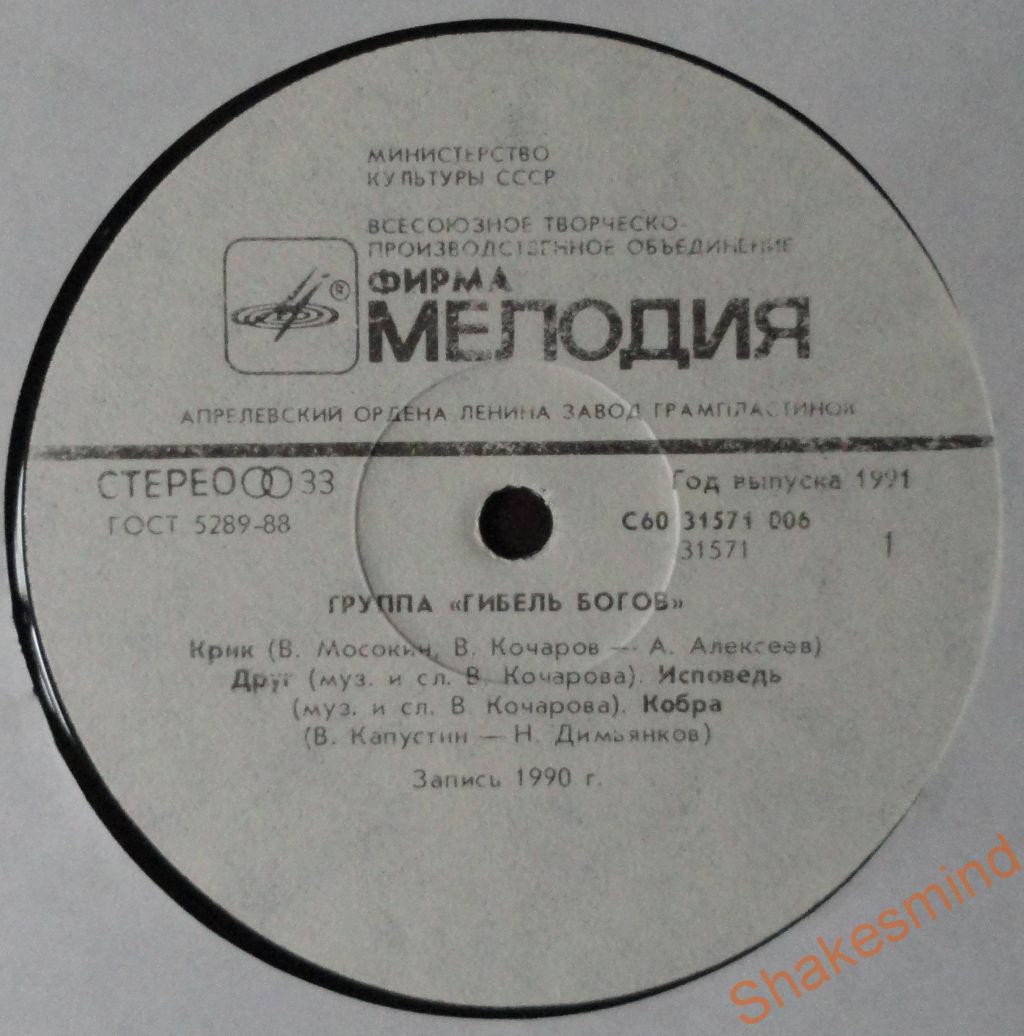 МИНИСТЕРСТВО
КУЛЬТУРЫ СССР
ВСЕСОЮЗНОЕ ТВОРЧЕСКО-
ПРОИЗВОДСТВЕННОЕ ОБЪЕДИНЕНИЕ
ФИРМА
®
МЕЛОДИЯ
АПРЕЛЕВСКИЙ ОРДЕНА ЛЕНИНА ЗАВОД ГРАМПЛАСТИНОК
СТЕРЕО 33
Год выпуска 1991
ГОСТ 5289-88
С60 31571 006
31571
1
ГРУППА «ГИБЕЛЬ БОГОВ»
Крик (В. Мосокин, В. Кочаров — А. Алексеев)
Друг (муз. и сл. В. Кочарова). Исповедь
(муз. и сл. В. Кочарова). Кобра
(В. Капустин — Н. Димьянков)
Запись 1990 г.
Shakesmind